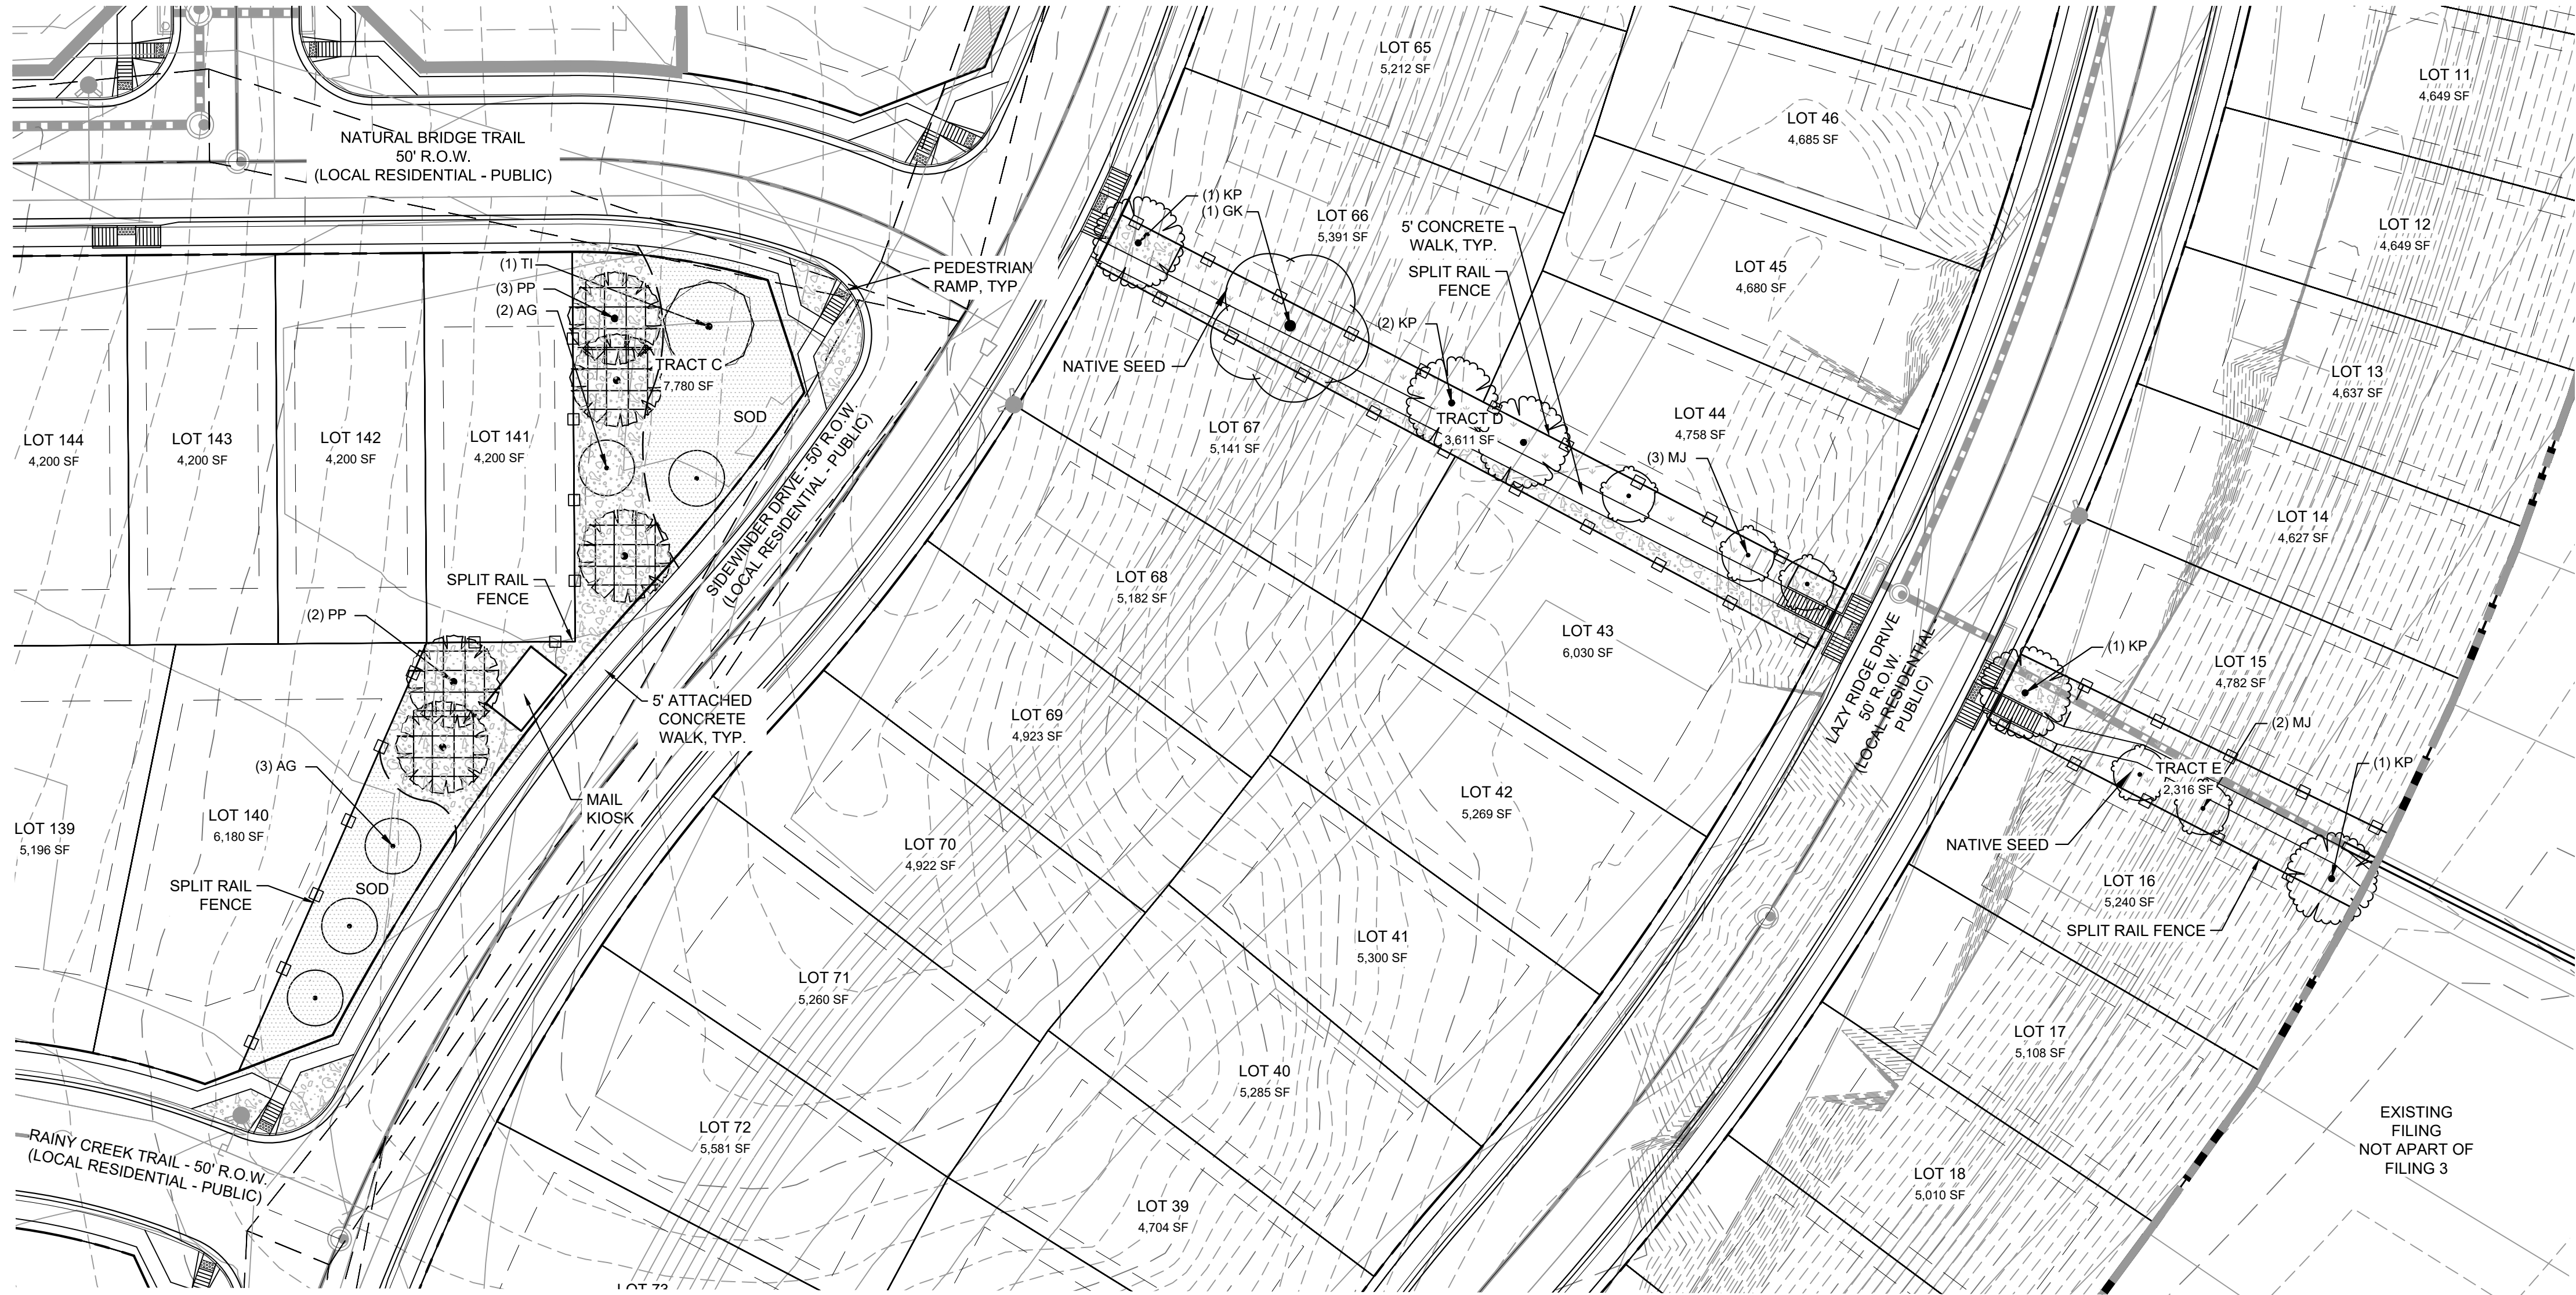 NATURAL BRIDGE TRAIL
50' R.O.W.
(LOCAL RESIDENTIAL - PUBLIC)
LOT 65
5,212 SF
LOT 46
4,685 SF
LOT 11
4,649 SF
(1) KP
(1) GK
LOT 66
5,391 SF
5' CONCRETE
WALK, TYP.
SPLIT RAIL
FENCE
LOT 45
4,680 SF
LOT 12
4,649 SF
(1) TI
(3) PP
(2) AG
PEDESTRIAN
RAMP, TYP.
TRACT C
7,780 SF
SOD
NATIVE SEED
(2) KP
TRACT D
3,611 SF
LOT 44
4,758 SF
(3) MJ
LOT 13
4,637 SF
LOT 144
4,200 SF
LOT 143
4,200 SF
LOT 142
4,200 SF
LOT 141
4,200 SF
SIDEWINDER DRIVE - 50' R.O.W.
(LOCAL RESIDENTIAL - PUBLIC)
LOT 67
5,141 SF
LOT 14
4,627 SF
SPLIT RAIL
FENCE
(2) PP
LOT 68
5,182 SF
LOT 43
6,030 SF
LAZY RIDGE DRIVE
50' R.O.W.
(LOCAL RESIDENTIAL -
PUBLIC)
(1) KP
LOT 15
4,782 SF
(2) MJ
(1) KP
TRACT E
2,316 SF
NATIVE SEED
5' ATTACHED
CONCRETE
WALK, TYP.
LOT 69
4,923 SF
(3) AG
MAIL
KIOSK
LOT 139
5,196 SF
LOT 140
6,180 SF
LOT 42
5,269 SF
LOT 70
4,922 SF
SPLIT RAIL
FENCE
SOD
LOT 16
5,240 SF
SPLIT RAIL FENCE
LOT 41
5,300 SF
LOT 71
5,260 SF
LOT 17
5,108 SF
LOT 40
5,285 SF
LOT 72
5,581 SF
EXISTING
FILING
NOT APART OF
FILING 3
RAINY CREEK TRAIL - 50' R.O.W.
(LOCAL RESIDENTIAL - PUBLIC)
LOT 18
5,010 SF
LOT 39
4,704 SF
LOT 73